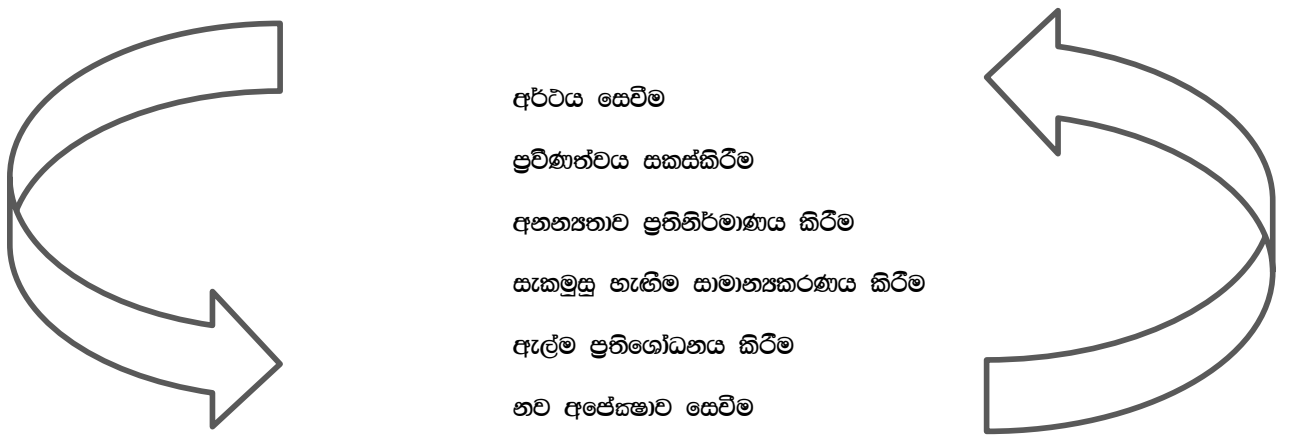 අර්ථය සෙවීම
ප්‍රවීණත්වය සකස්කිරීම
අනන්‍යතාව ප්‍රතිනිර්මාණය කිරීම
සැකමුසු හැඟීම සාමාන්‍යකරණය කිරීම
ඇල්ම ප්‍රතිශෝධනය කිරීම
නව අපේක්‍ෂාව සෙවීම